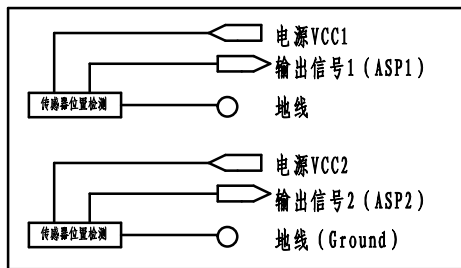 电源VCC1
输出信号1（ASP1）
传感器位置检测
地线
电源VCC2
输出信号2（ASP2）
传感器位置检测
地线（Ground）